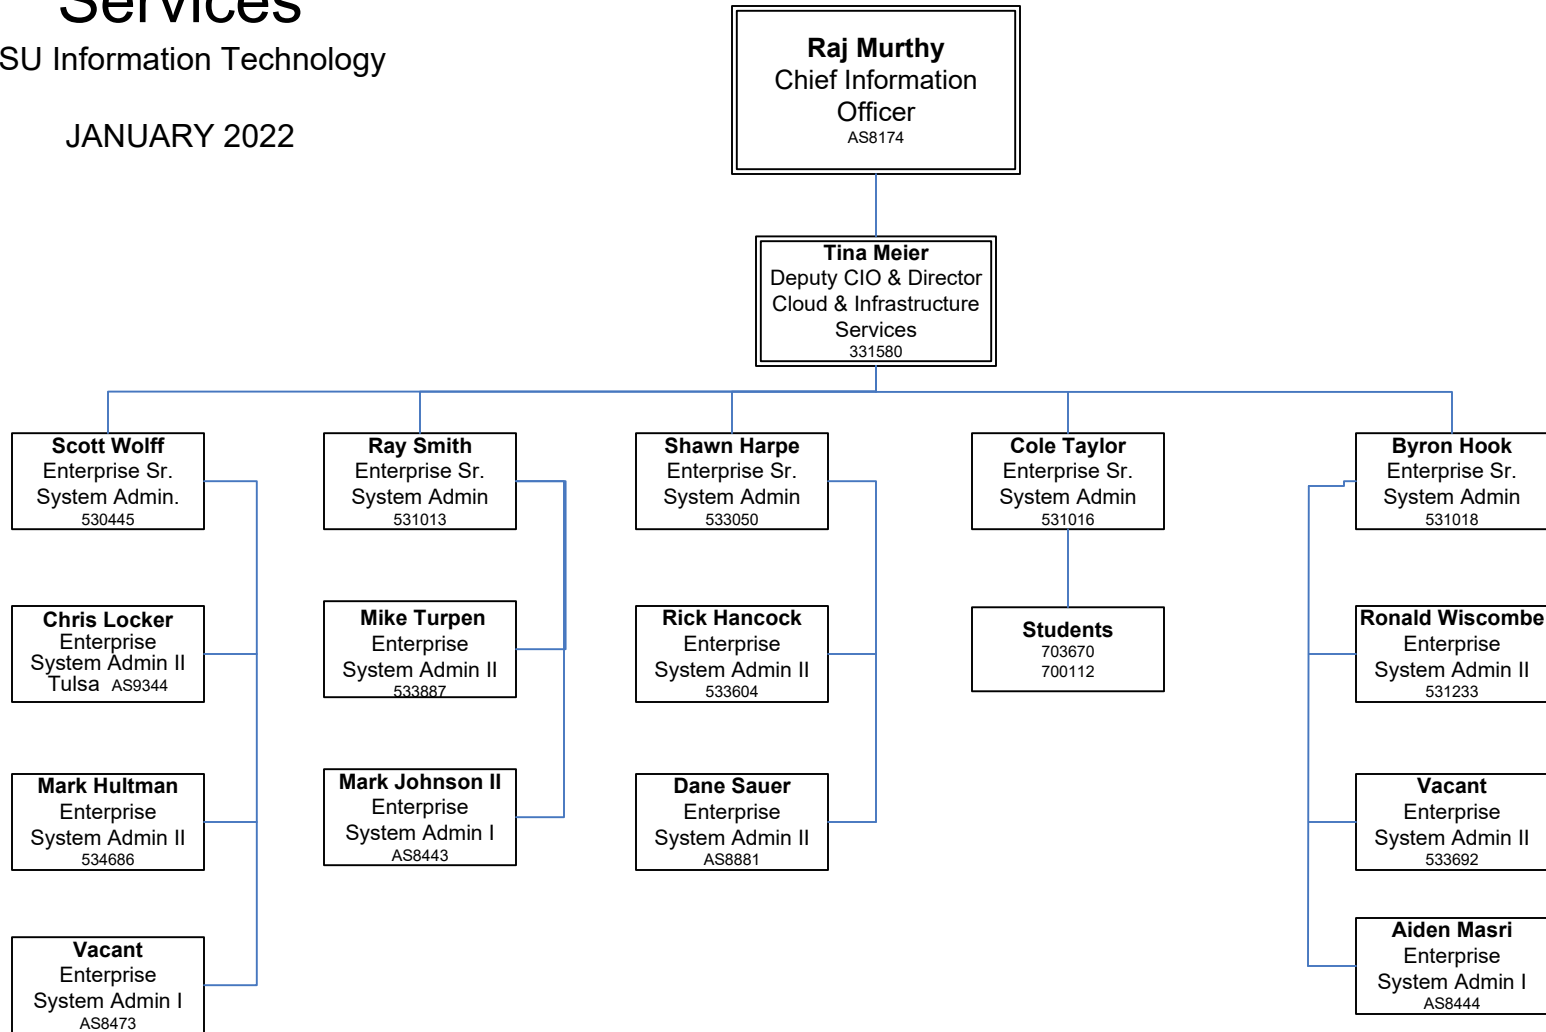 Services
SU Information Technology
JANUARY 2022
Raj Murthy
Chief Information
Officer
AS8174
Tina Meier
Deputy CIO & Director
Cloud & Infrastructure
Services
331580
Scott Wolff
Enterprise Sr.
System Admin.
530445
Ray Smith
Enterprise Sr.
System Admin
531013
Shawn Harpe
Enterprise Sr.
System Admin
533050
Cole Taylor
Enterprise Sr.
System Admin
531016
Byron Hook
Enterprise Sr.
System Admin
531018
Chris Locker
Enterprise
System Admin II
Tulsa AS9344
Mike Turpen
Enterprise
System Admin II
533887
Rick Hancock
Enterprise
System Admin II
533604
Students
703670
700112
Ronald Wiscombe
Enterprise
System Admin II
531233
Mark Hultman
Enterprise
System Admin II
534686
Mark Johnson II
Enterprise
System Admin I
AS8443
Dane Sauer
Enterprise
System Admin II
AS8881
Vacant
Enterprise
System Admin II
533692
Vacant
Enterprise
System Admin I
AS8473
Aiden Masri
Enterprise
System Admin I
AS8444